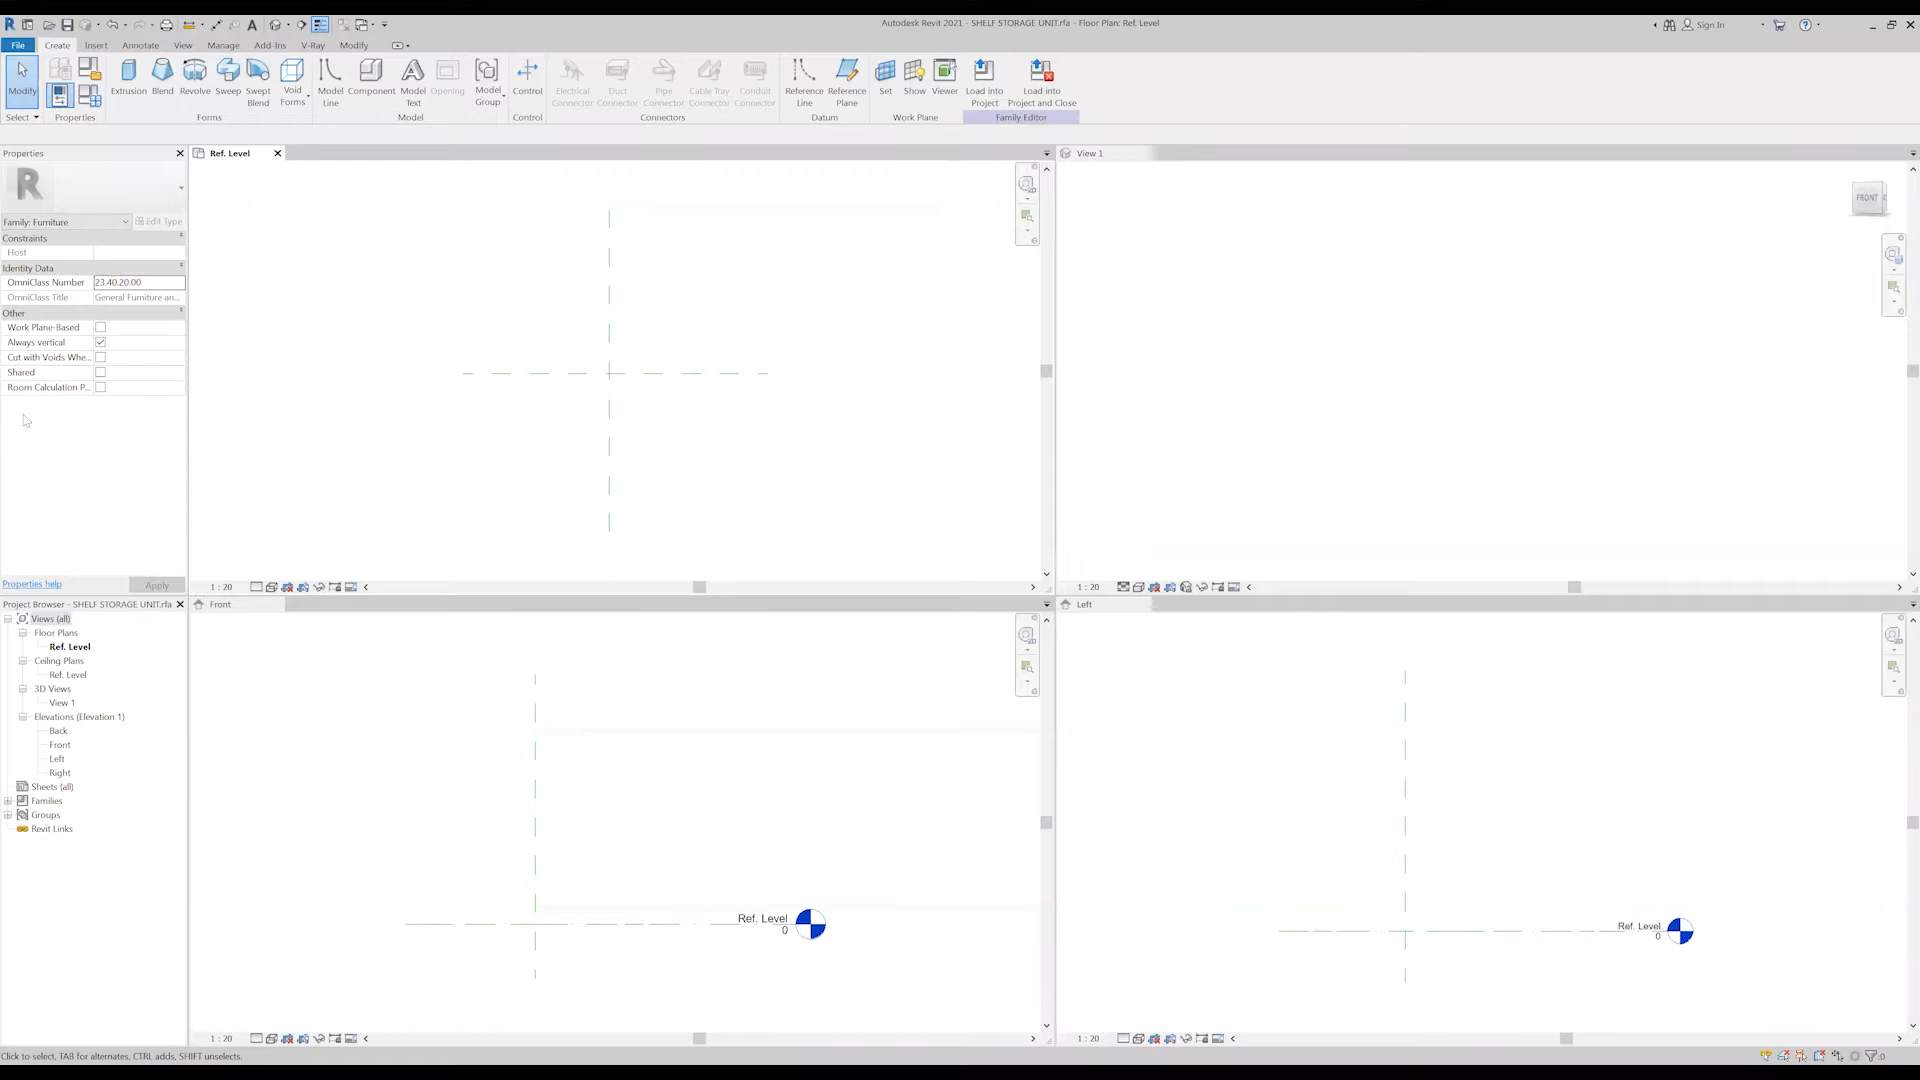 Autodesk Revit 2021 - SHELF STORAGE UNIT.rfa - Floor Plan: Ref. Level
Sign In
File Create Insert Annotate View Manage Add-Ins V-Ray Modify
Modify
Extrusion Blend Revolve Sweep Swept Blend Void Forms
Model Line Component Model Text Opening Model Group
Control
Electrical Connector Duct Connector Pipe Connector Cable Tray Connector Conduit Connector
Reference Line Reference Plane
Set Show Viewer
Load into Project Load into Project and Close
Select Properties Forms Model Control Connectors Datum Work Plane Family Editor
Properties
R
Family: Furniture
Edit Type
Constraints
Host
Identity Data
OmniClass Number 23.40.20.00
OmniClass Title General Furniture an...
Other
Work Plane-Based
Always vertical
Cut with Voids Whe...
Shared
Room Calculation P...
Properties help
Apply
Project Browser - SHELF STORAGE UNIT.rfa
Views (all)
Floor Plans
Ref. Level
Ceiling Plans
Ref. Level
3D Views
View 1
Elevations (Elevation 1)
Back
Front
Left
Right
Sheets (all)
Families
Groups
Revit Links
Ref. Level
1 : 20
View 1
FRONT
1 : 20
Front
Ref. Level
0
1 : 20
Left
Ref. Level
0
1 : 20
Click to select, TAB for alternates, CTRL adds, SHIFT unselects.
:0